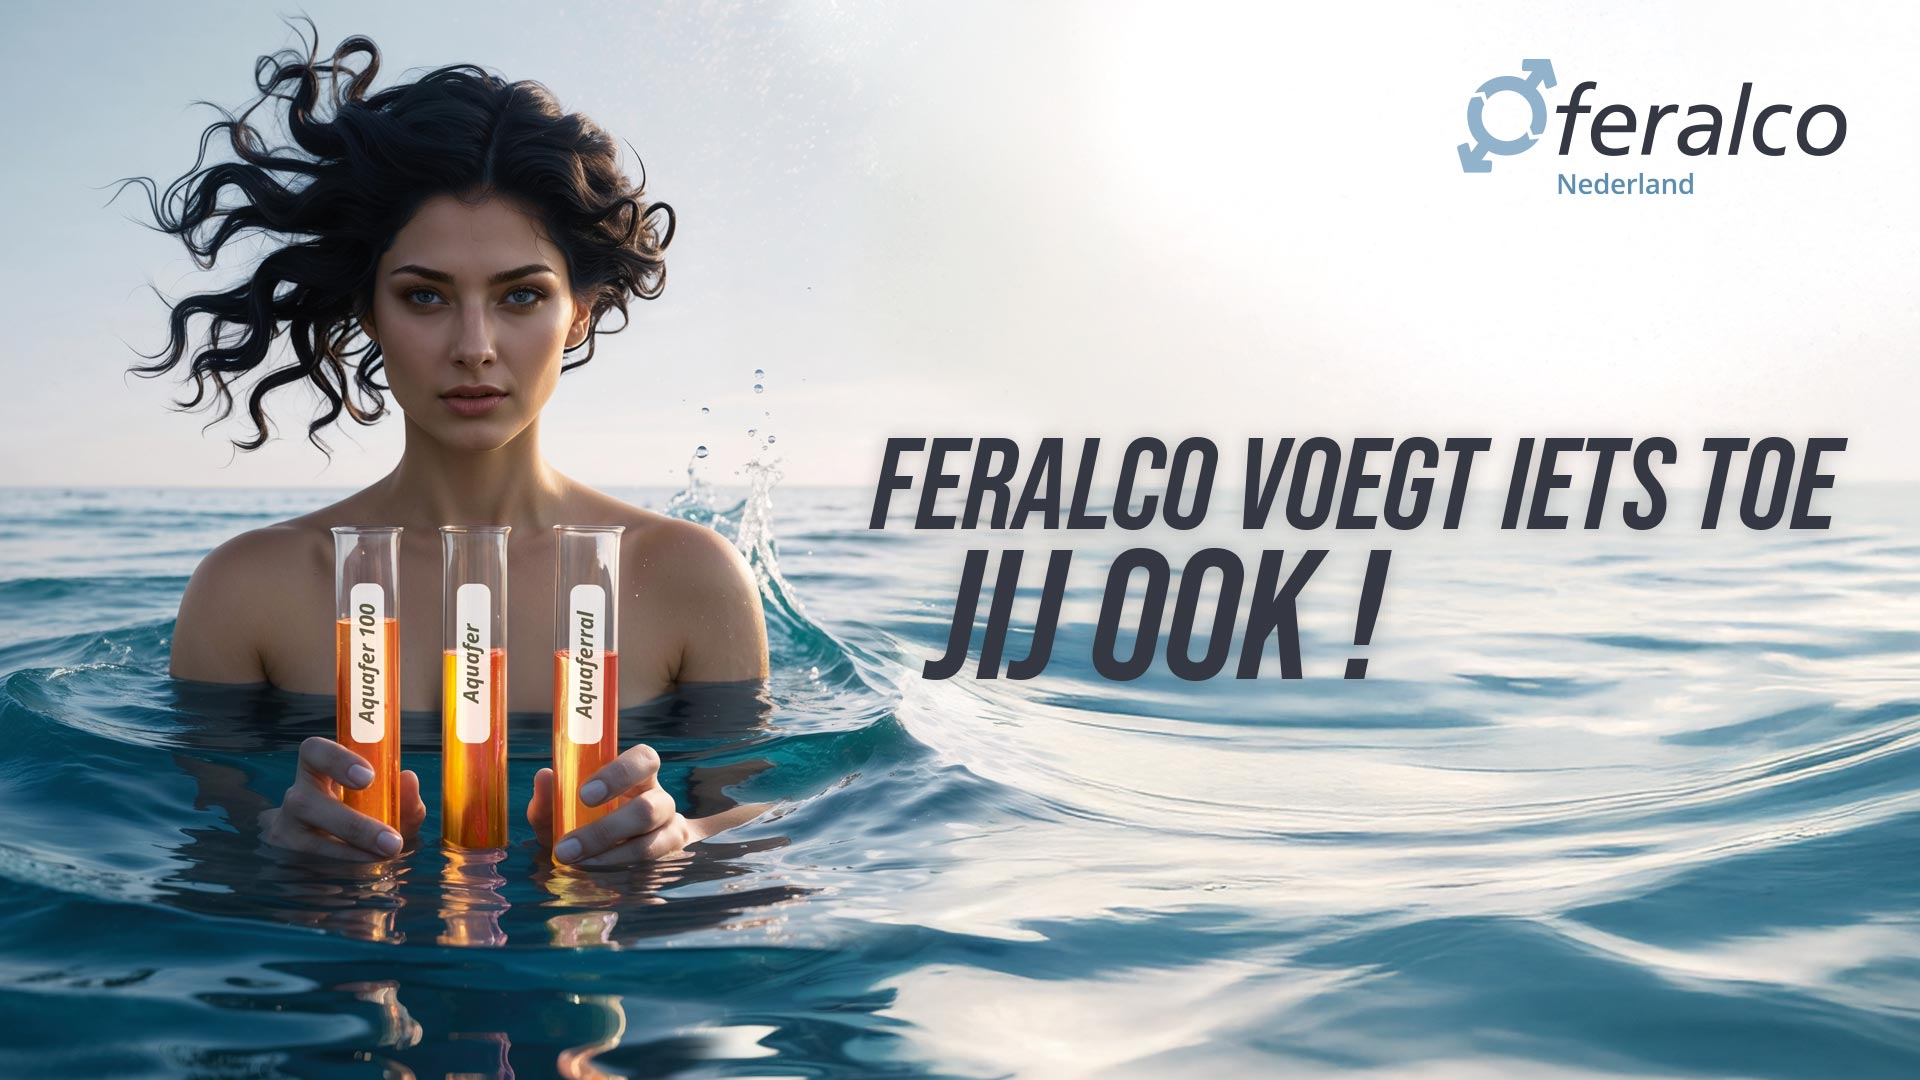 feralco
Nederland
FERALCO VOEGT IETS TOE
JIJ OOK !
Aquafer 100
Aquafer
Aquaferral